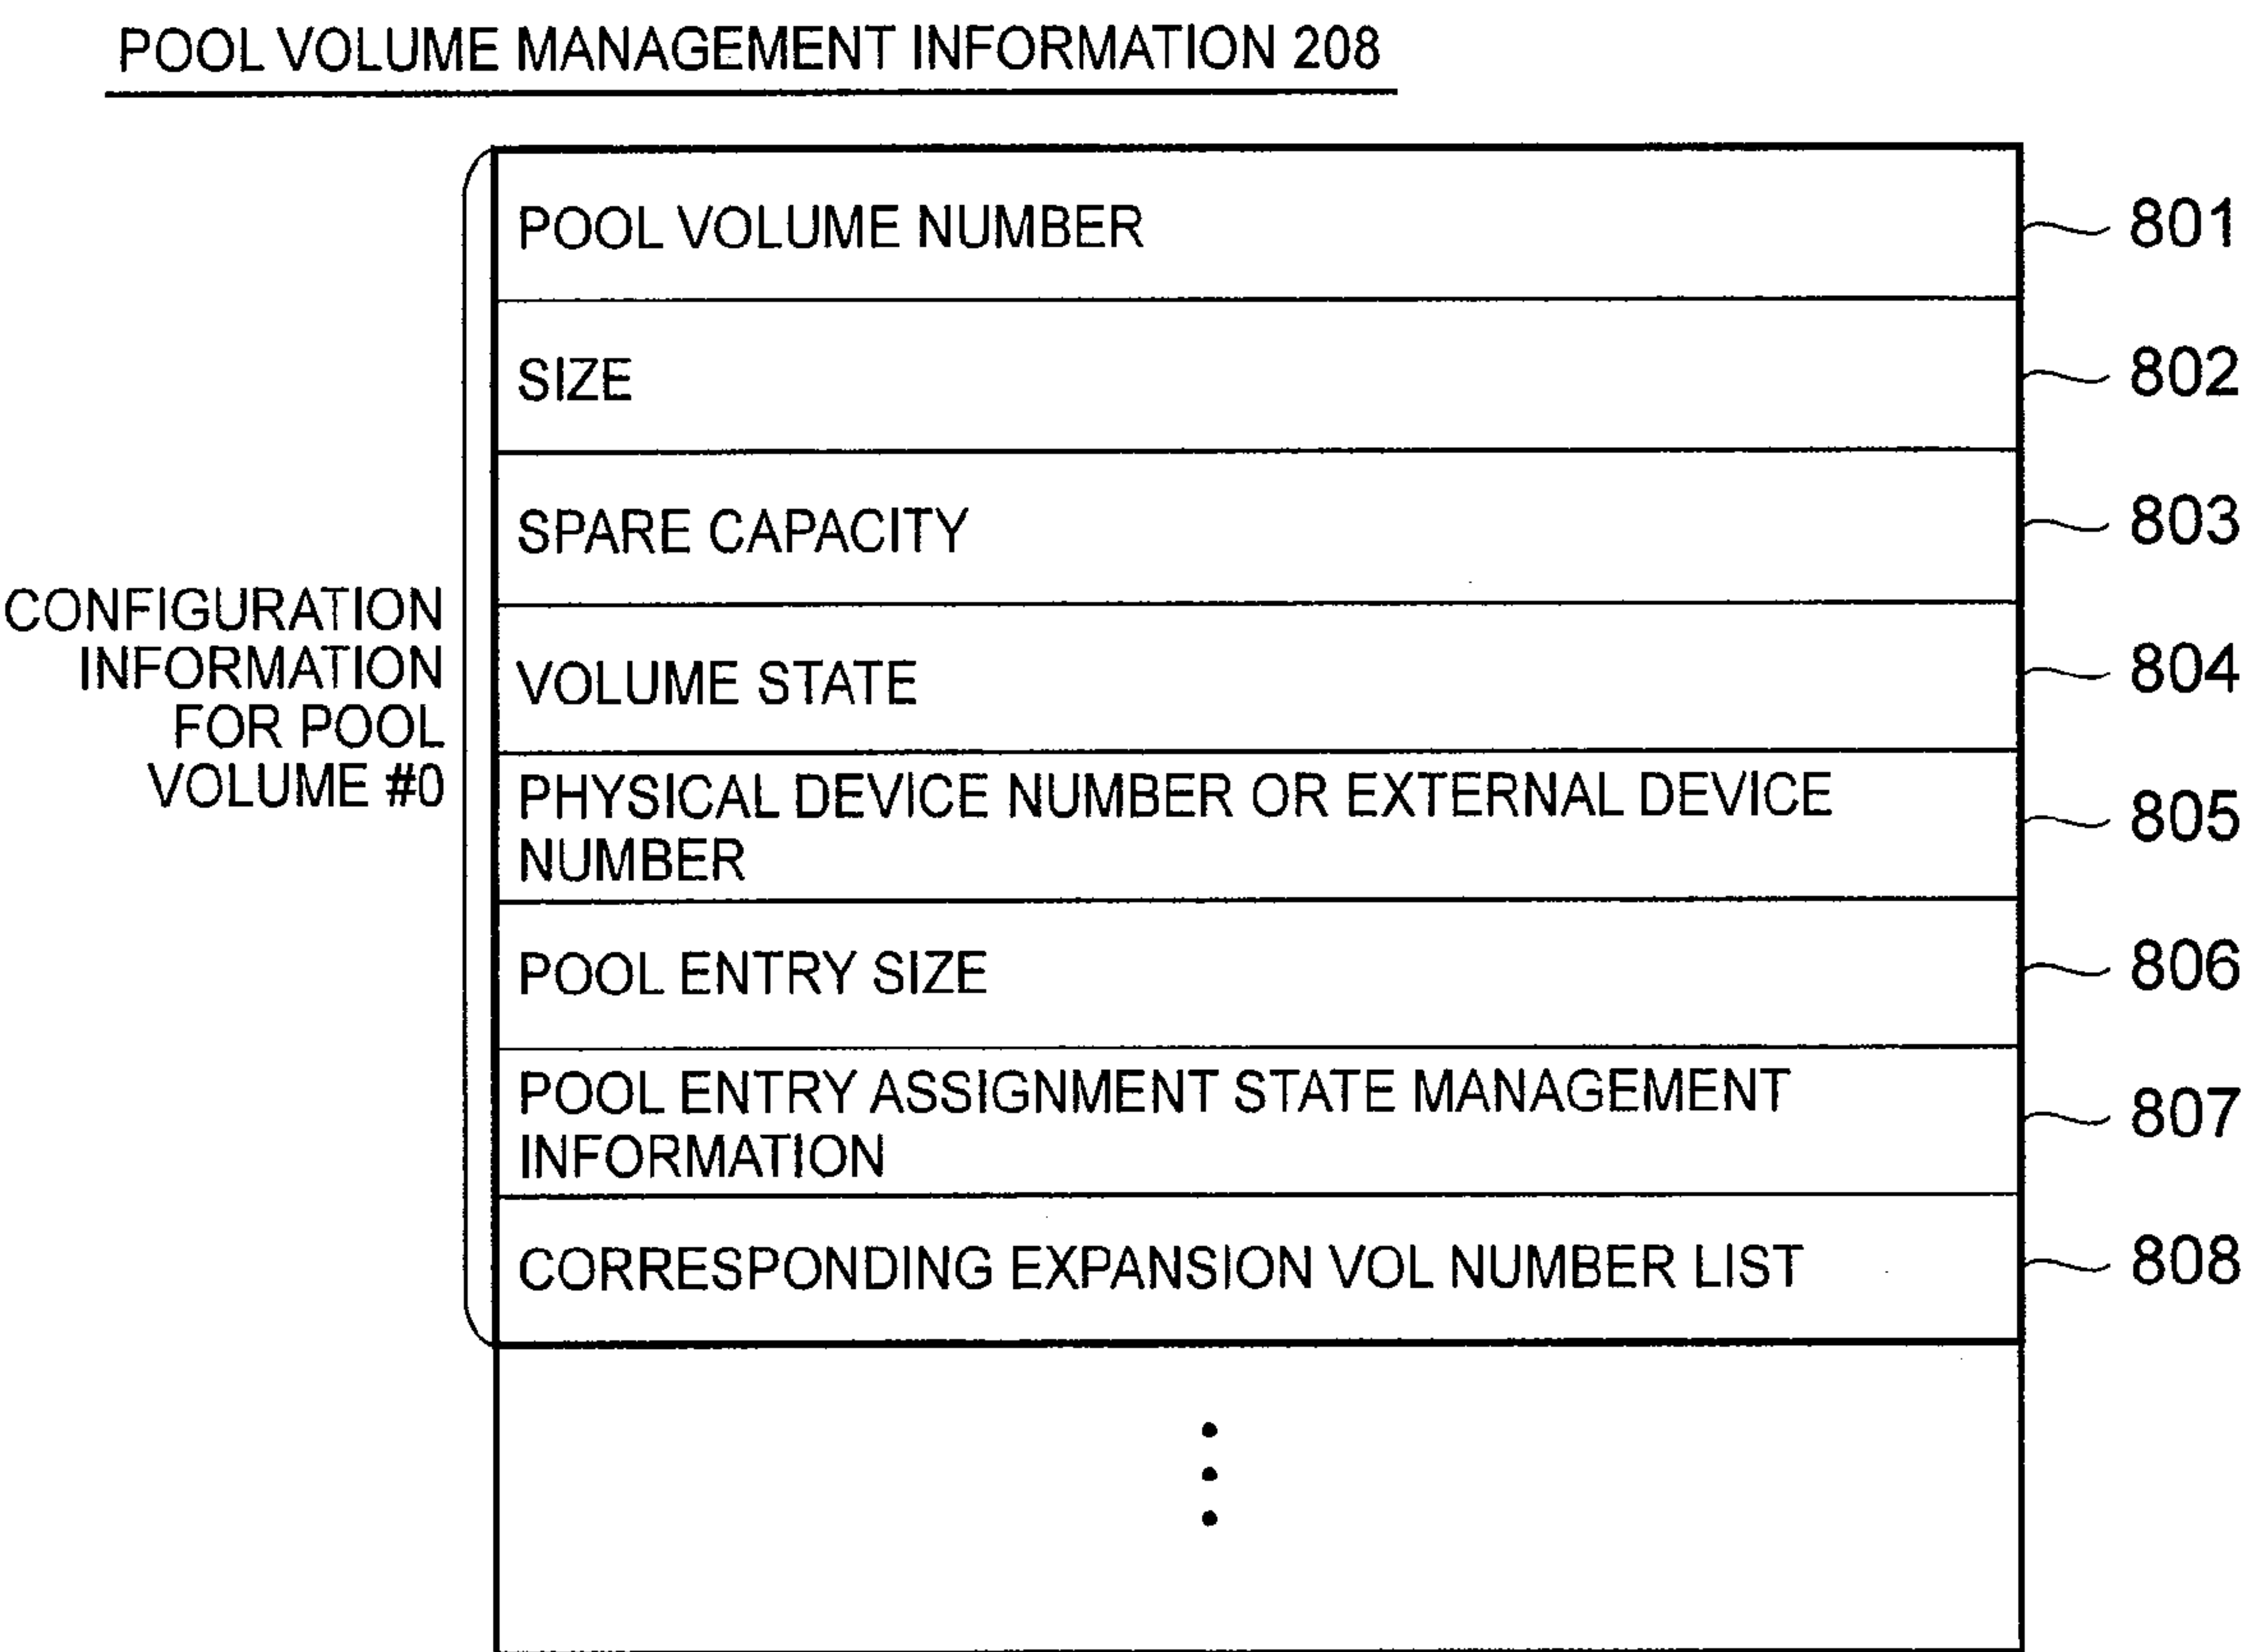 POOL VOLUME MANAGEMENT INFORMATION 208
CONFIGURATION
INFORMATION
FOR POOL
VOLUME #0
POOL VOLUME NUMBER
801
SIZE
802
SPARE CAPACITY
803
VOLUME STATE
804
PHYSICAL DEVICE NUMBER OR EXTERNAL DEVICE
NUMBER
805
POOL ENTRY SIZE
806
POOL ENTRY ASSIGNMENT STATE MANAGEMENT
INFORMATION
807
CORRESPONDING EXPANSION VOL NUMBER LIST
808